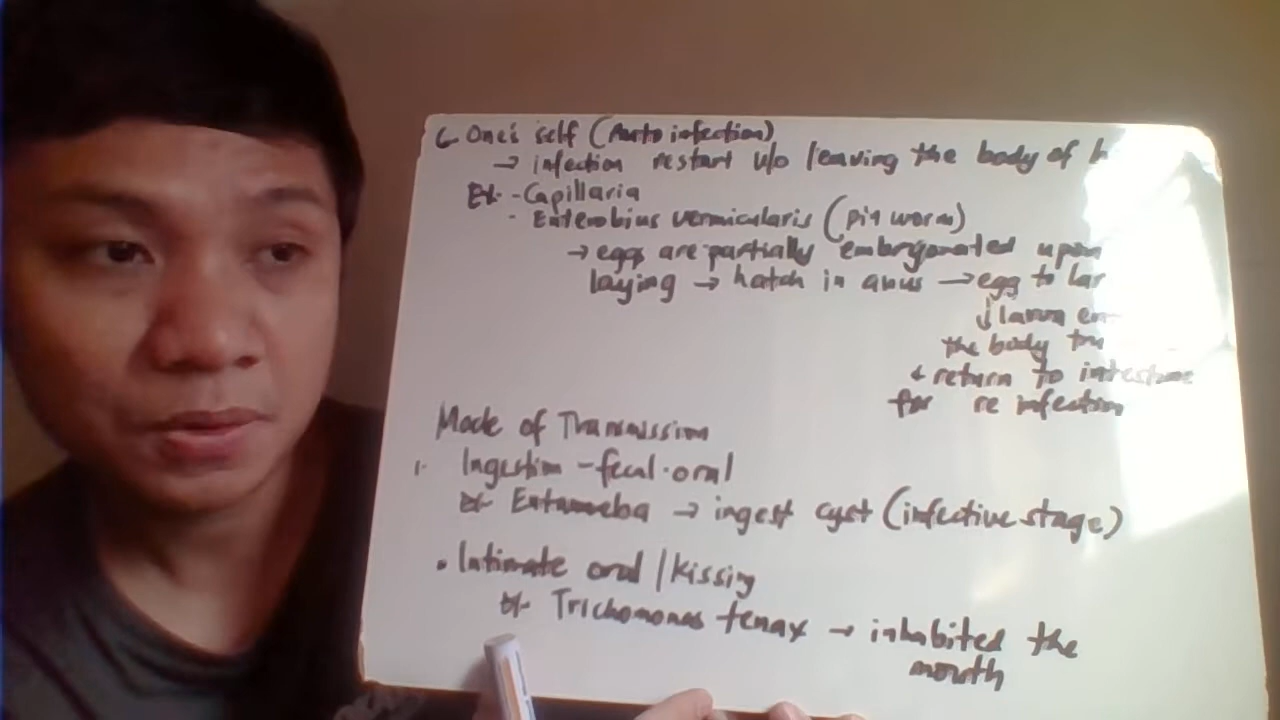 6. One's self (Auto infection)
→ infection restart w/o leaving the body of h
Ex. - Capillaria
- Enterobius vermicularis (pin worm)
→ eggs are partially embryonated upon
laying → hatch in anus → egg to lar
↓ larva en
the body
↓ return to intestine
for re infection
Mode of Transmission
1. Ingestion - fecal-oral
Ex. Entamoeba → ingest cyst (infective stage)
• Intimate oral / kissing
Ex. Trichomonas tenax → inhabited the
mouth